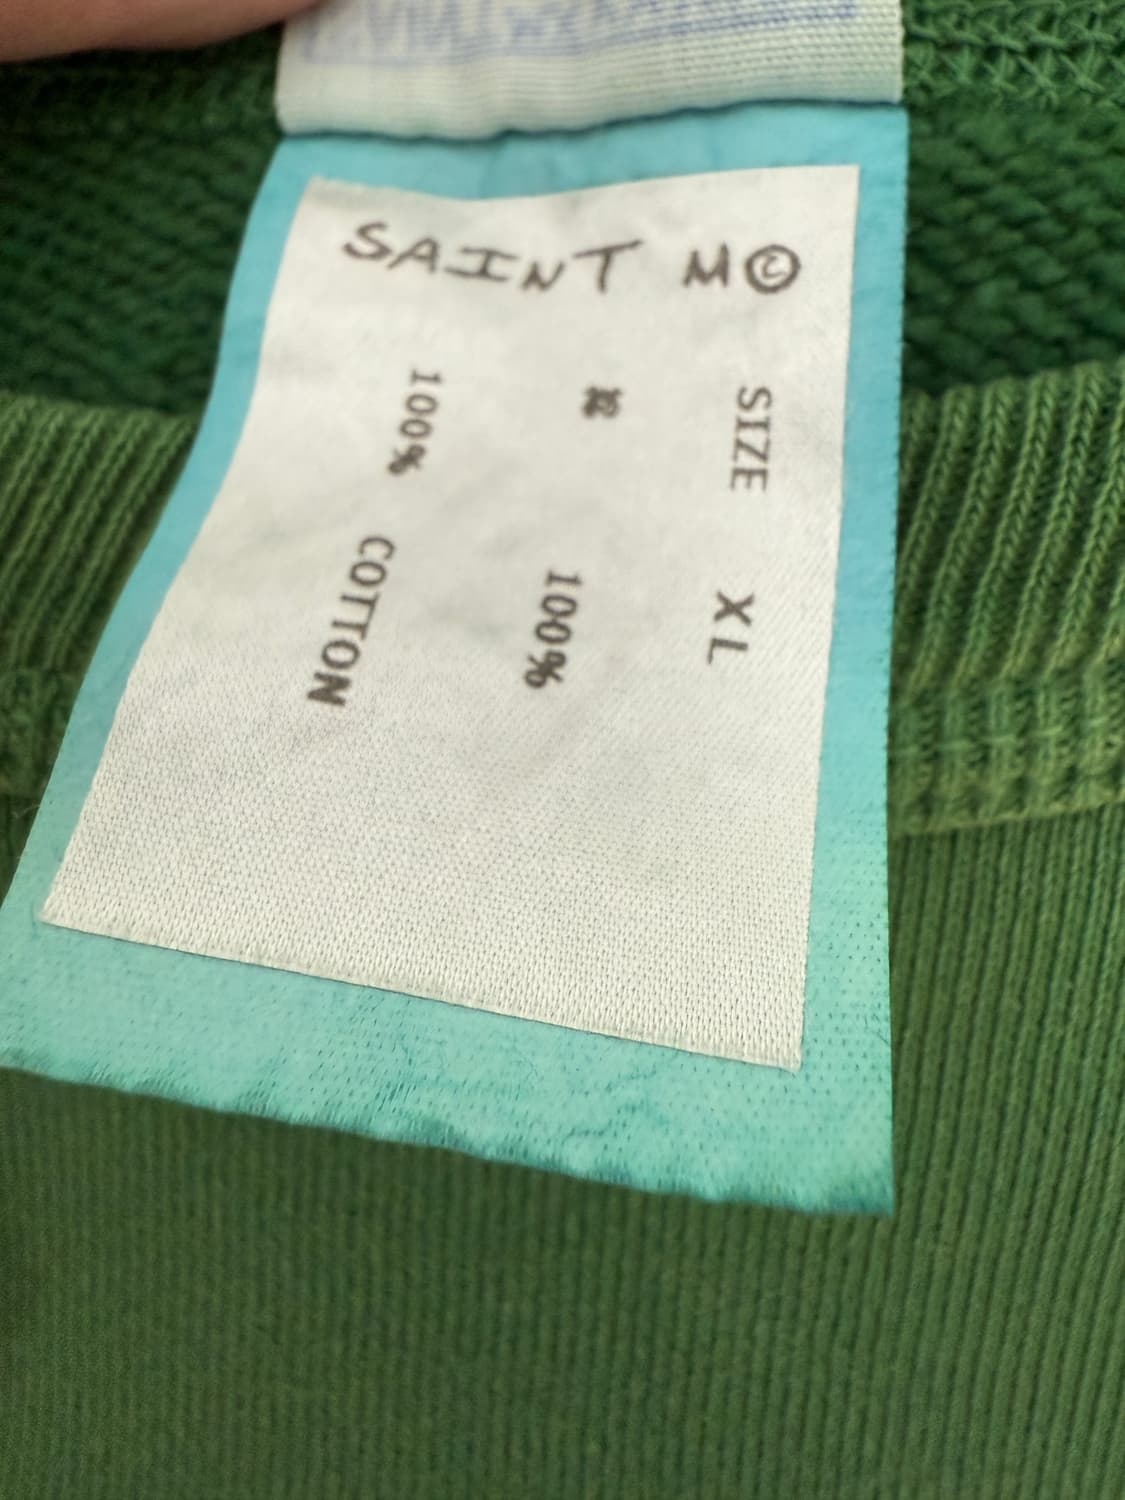 SAINT M©
SIZE XL
綿 100%
100% COTTON